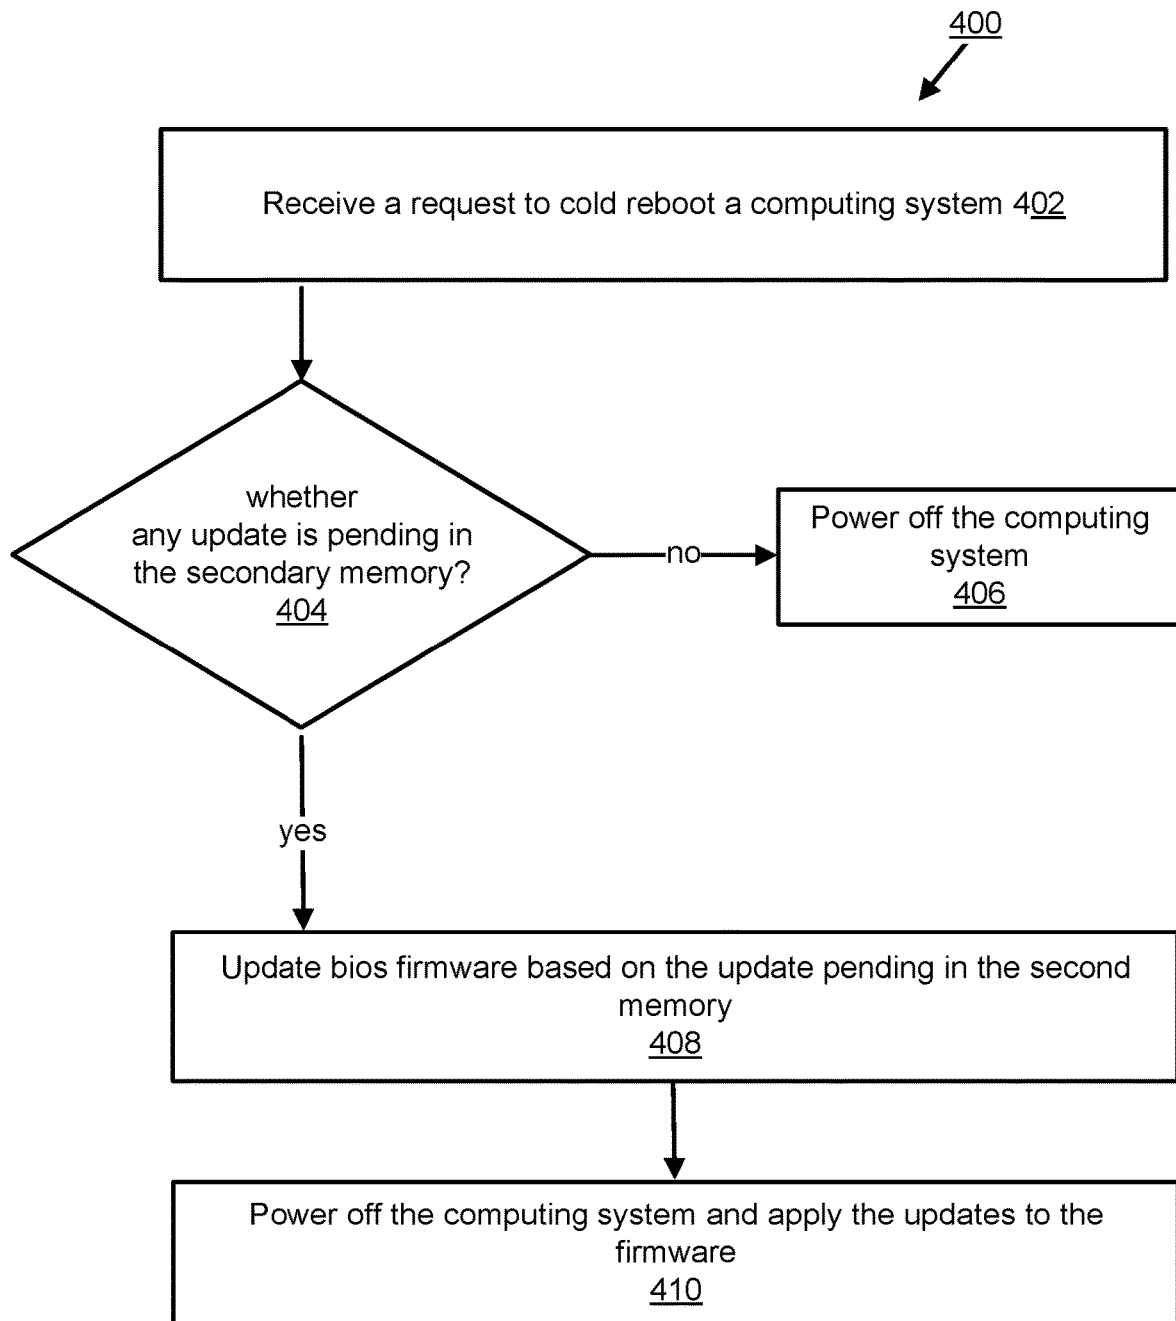 400
Receive a request to cold reboot a computing system 402
whether
any update is pending in
the secondary memory?
404
no
Power off the computing
system
406
yes
Update bios firmware based on the update pending in the second
memory
408
Power off the computing system and apply the updates to the
firmware
410